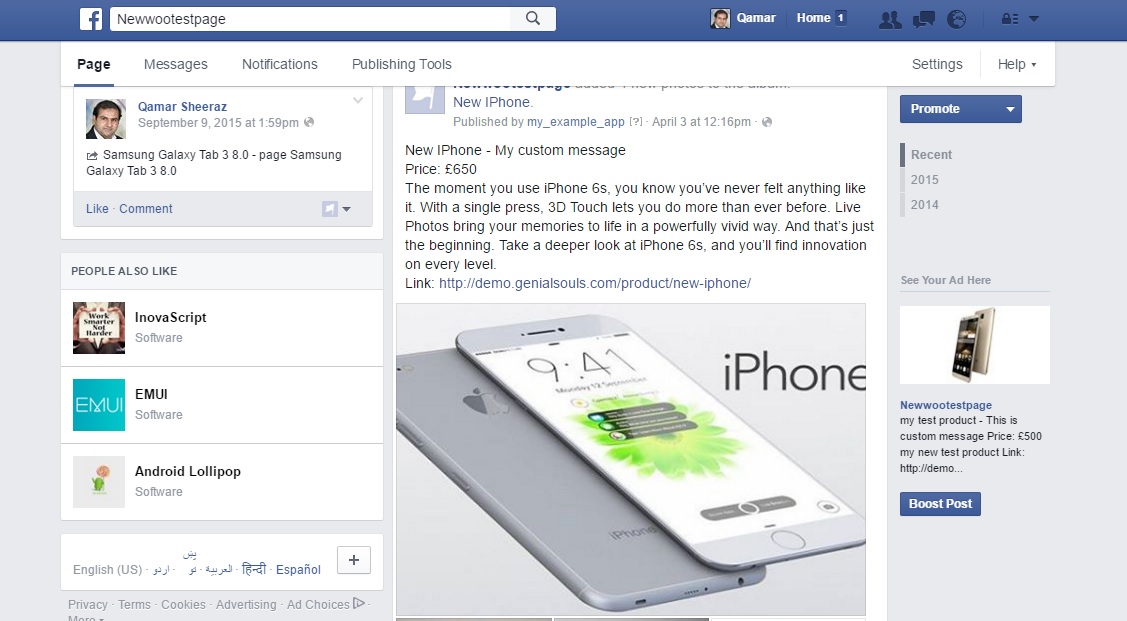 Newwootestpage
Qamar
Home 1
Page
Messages
Notifications
Publishing Tools
Settings
Help
Qamar Sheeraz
September 9, 2015 at 1:59pm
Samsung Galaxy Tab 3 8.0 - page Samsung
Galaxy Tab 3 8.0
Like · Comment
PEOPLE ALSO LIKE
Work
Smarter
Not
Harder
InovaScript
Software
EMUI
EMUI
Software
Android Lollipop
Software
English (US) · اردو · پښتو · العربية · हिन्दी · Español
Privacy · Terms · Cookies · Advertising · Ad Choices ·
More
Newwootestpage added 4 new photos to the album:
New IPhone.
Published by my_example_app [?] · April 3 at 12:16pm ·
New IPhone - My custom message
Price: £650
The moment you use iPhone 6s, you know you’ve never felt anything like
it. With a single press, 3D Touch lets you do more than ever before. Live
Photos bring your memories to life in a powerfully vivid way. And that’s just
the beginning. Take a deeper look at iPhone 6s, and you’ll find innovation
on every level.
Link: http://demo.genialsouls.com/product/new-iphone/
9:41
Monday 12 September
iPhone
iPhone
Promote
Recent
2015
2014
See Your Ad Here
Newwootestpage
my test product - This is
custom message Price: £500
my new test product Link:
http://demo...
Boost Post